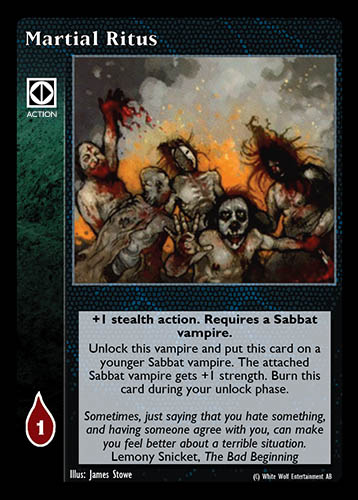 Martial Ritus
ACTION
+1 stealth action. Requires a Sabbat
vampire.
Unlock this vampire and put this card on a
younger Sabbat vampire. The attached
Sabbat vampire gets +1 strength. Burn this
card during your unlock phase.
Sometimes, just saying that you hate something,
and having someone agree with you, can make
you feel better about a terrible situation.
Lemony Snicket, The Bad Beginning
1
Illus: James Stowe
(C) White Wolf Entertainment AB